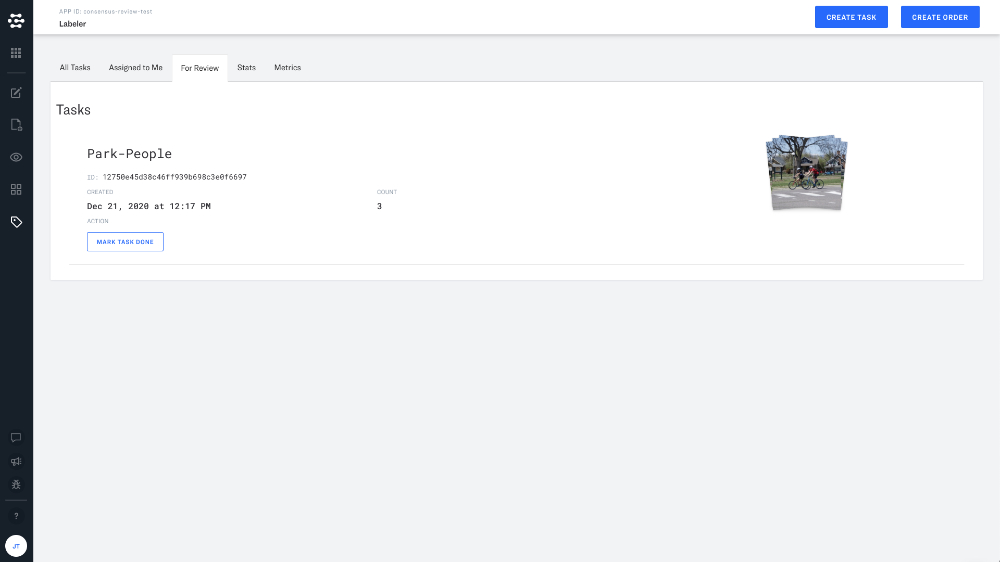 APP ID: consensus-review-test
Labeler
CREATE TASK
CREATE ORDER
All Tasks
Assigned to Me
For Review
Stats
Metrics
Tasks
Park-People
ID: 12750e45d38c46ff939b698c3e0f6697
CREATED
COUNT
Dec 21, 2020 at 12:17 PM
3
ACTION
MARK TASK DONE
?
JT